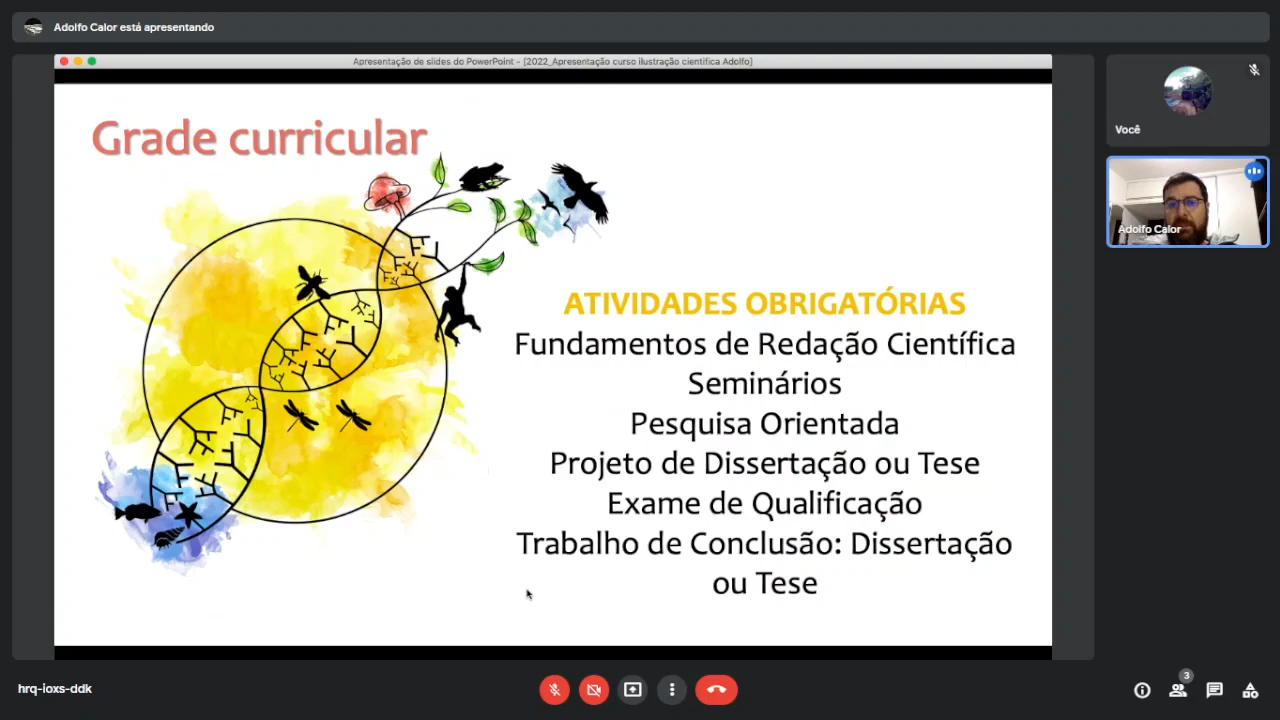 Adolfo Calor está apresentando
Apresentação de slides do PowerPoint - [2022_Apresentação curso ilustração científica Adolfo]
Grade curricular
ATIVIDADES OBRIGATÓRIAS
Fundamentos de Redação Científica
Seminários
Pesquisa Orientada
Projeto de Dissertação ou Tese
Exame de Qualificação
Trabalho de Conclusão: Dissertação
ou Tese
Você
Adolfo Calor
hrq-ioxs-ddk
3